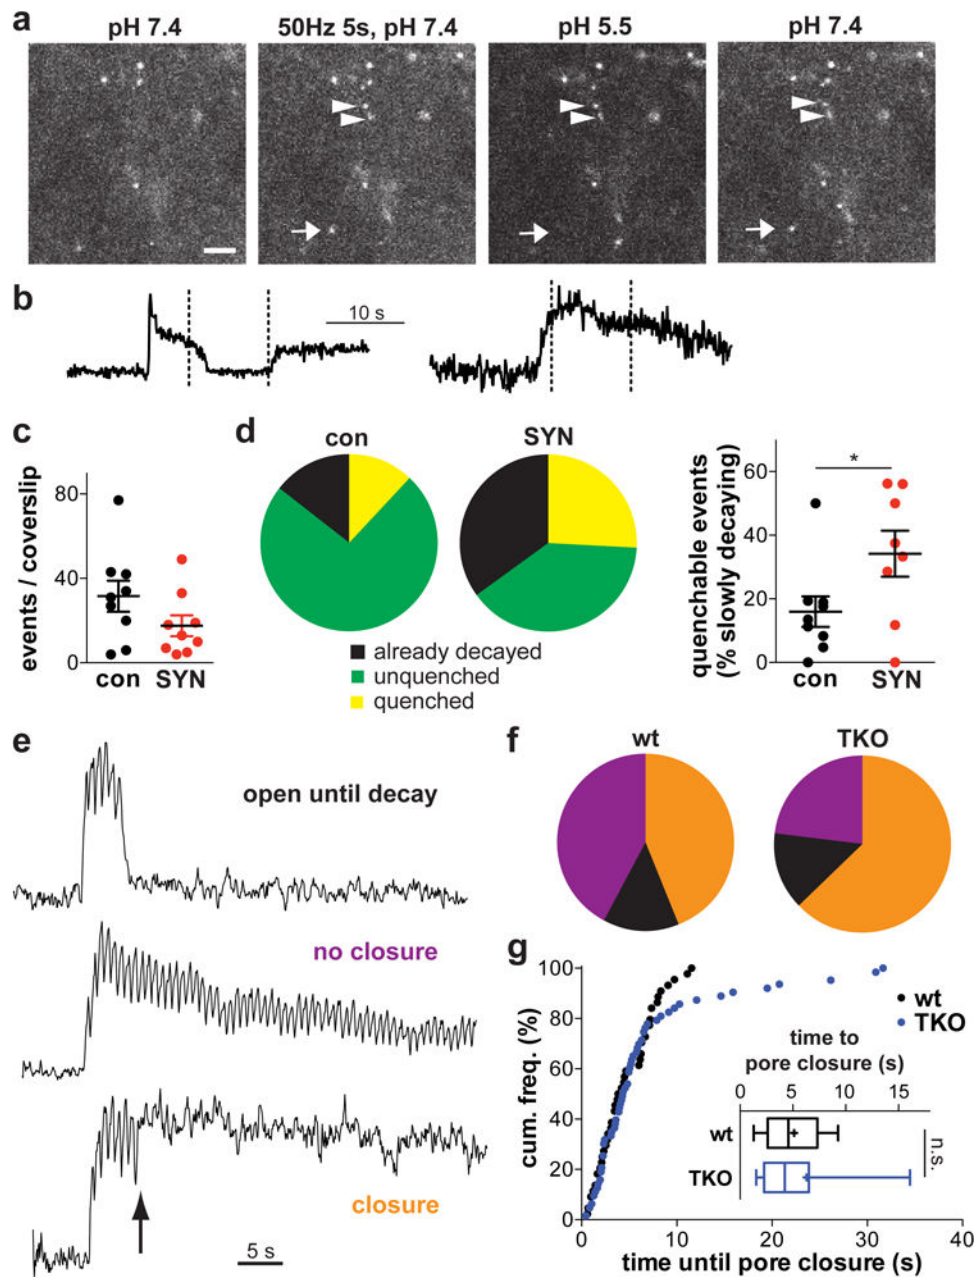 a
pH 7.4
50Hz 5s, pH 7.4
pH 5.5
pH 7.4
b
10 s
c
events / coverslip
80
40
0
con
SYN
d
con
SYN
already decayed
unquenched
quenched
quenchable events
(% slowly decaying)
60
40
20
0
*
con
SYN
e
open until decay
no closure
closure
5 s
f
wt
TKO
g
cum. freq. (%)
100
80
60
40
20
0
wt
TKO
time to
pore closure (s)
0 5 10 15
wt
TKO
n.s.
0 10 20 30 40
time until pore closure (s)